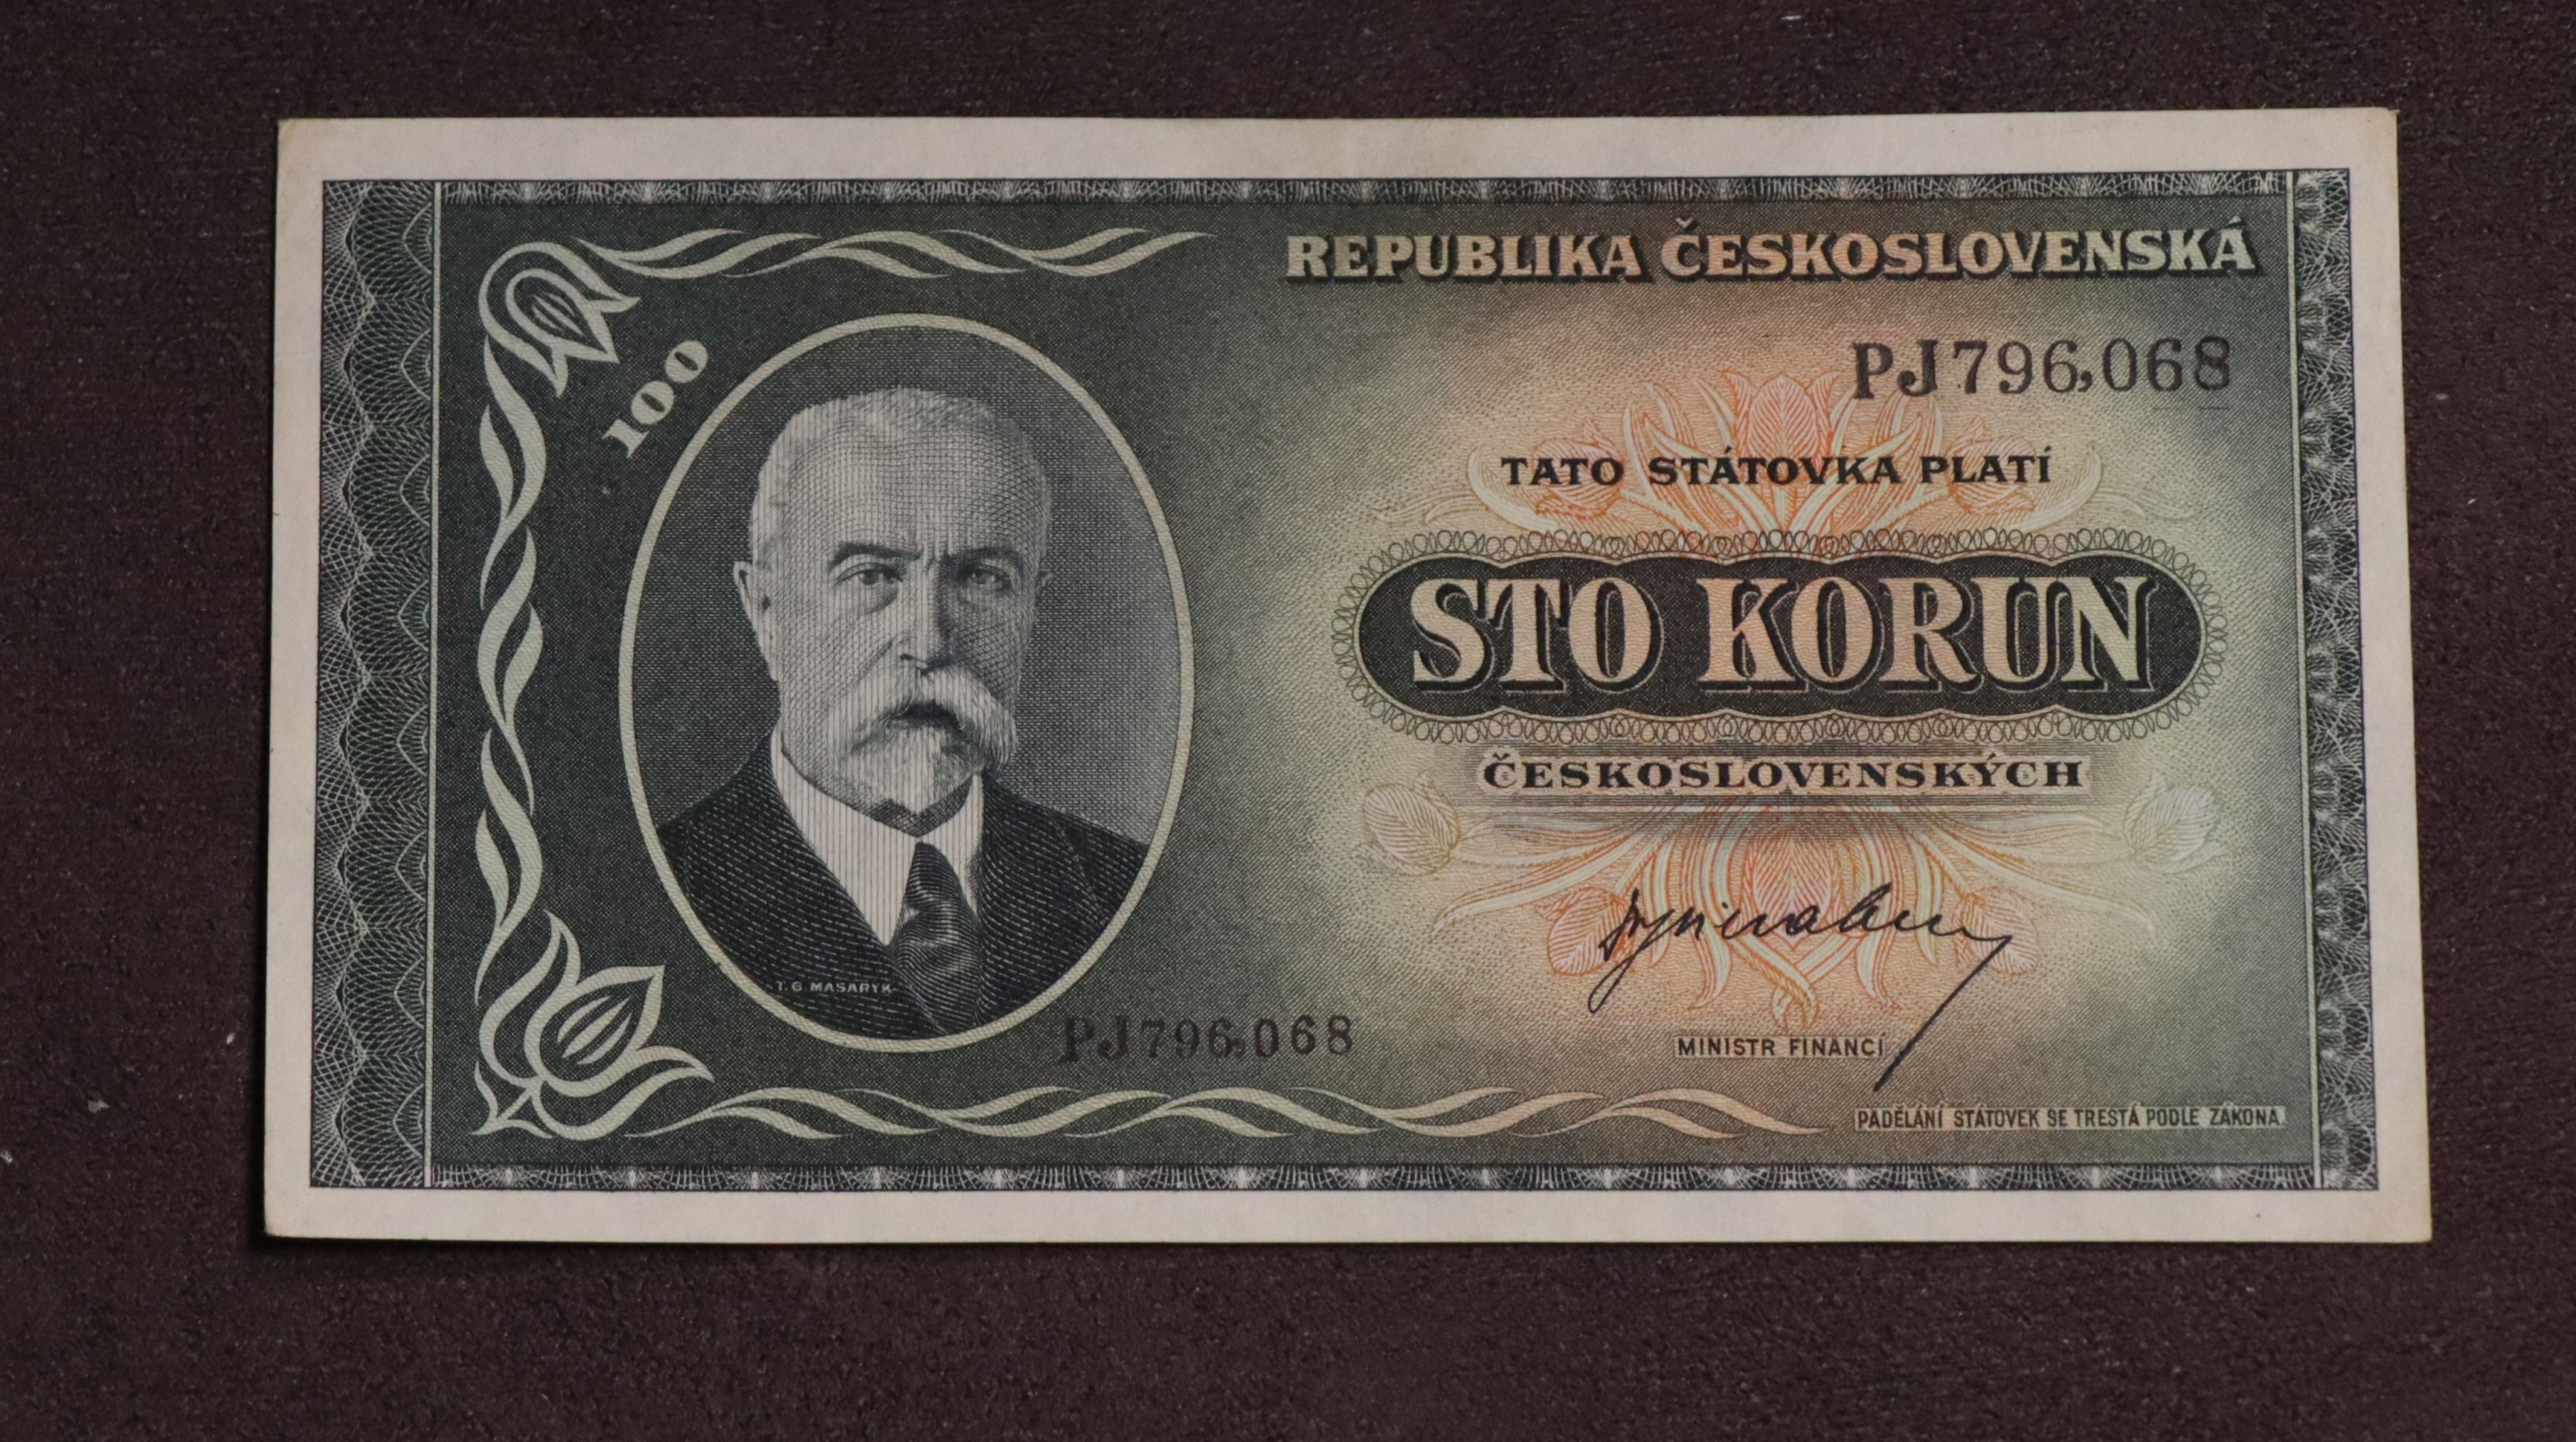 REPUBLIKA ČESKOSLOVENSKÁ
100
PJ796,068
TATO STÁTOVKA PLATÍ
STO KORUN
ČESKOSLOVENSKÝCH
T. G. MASARYK
PJ796,068
MINISTR FINANCÍ
PADĚLÁNÍ STÁTOVEK SE TRESTÁ PODLE ZÁKONA.